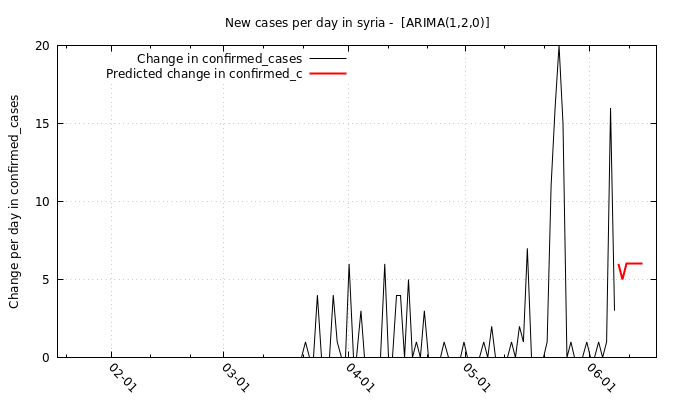 New cases per day in syria -  [ARIMA(1,2,0)]
Change in confirmed_cases
Predicted change in confirmed_c
Change per day in confirmed_cases
20
15
10
5
0
02-01
03-01
04-01
05-01
06-01